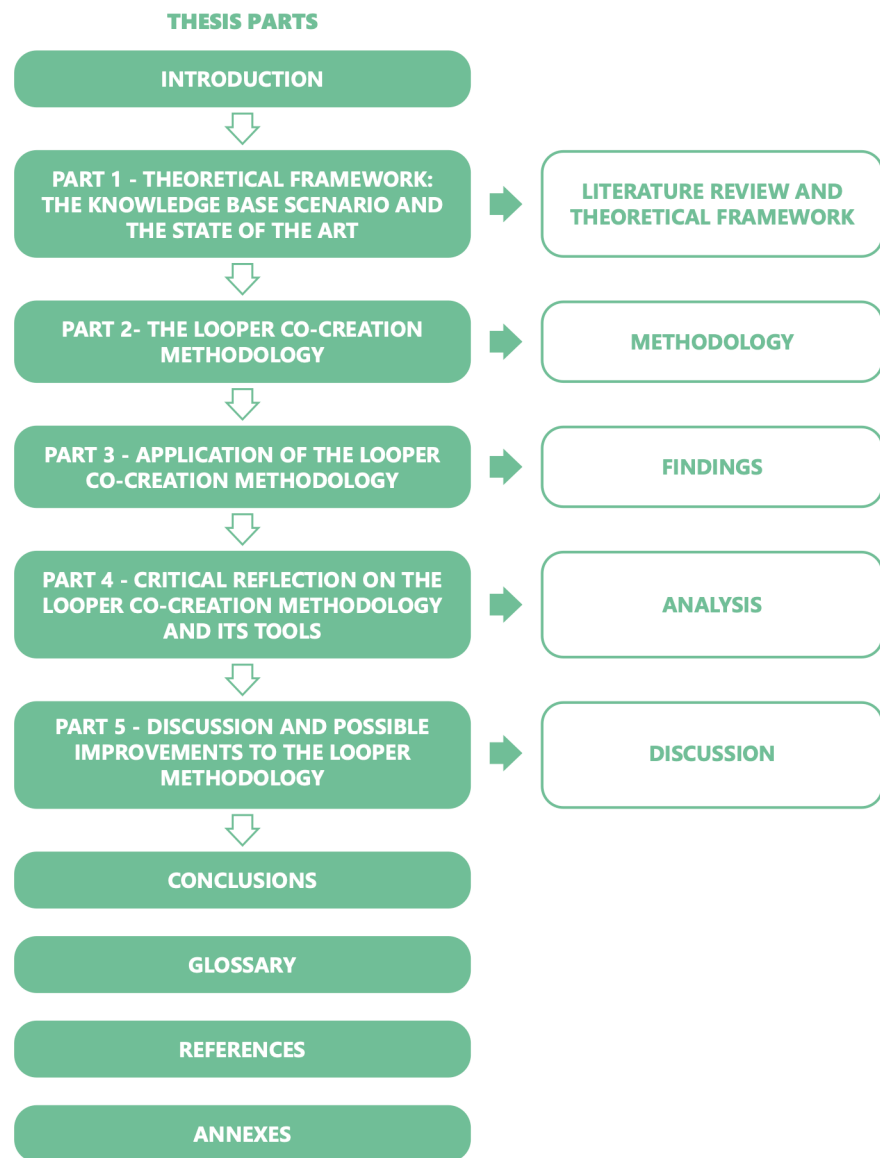 THESIS PARTS
INTRODUCTION
PART 1 - THEORETICAL FRAMEWORK:
THE KNOWLEDGE BASE SCENARIO AND
THE STATE OF THE ART
LITERATURE REVIEW AND
THEORETICAL FRAMEWORK
PART 2- THE LOOPER CO-CREATION
METHODOLOGY
METHODOLOGY
PART 3 - APPLICATION OF THE LOOPER
CO-CREATION METHODOLOGY
FINDINGS
PART 4 - CRITICAL REFLECTION ON THE
LOOPER CO-CREATION METHODOLOGY
AND ITS TOOLS
ANALYSIS
PART 5 - DISCUSSION AND POSSIBLE
IMPROVEMENTS TO THE LOOPER
METHODOLOGY
DISCUSSION
CONCLUSIONS
GLOSSARY
REFERENCES
ANNEXES